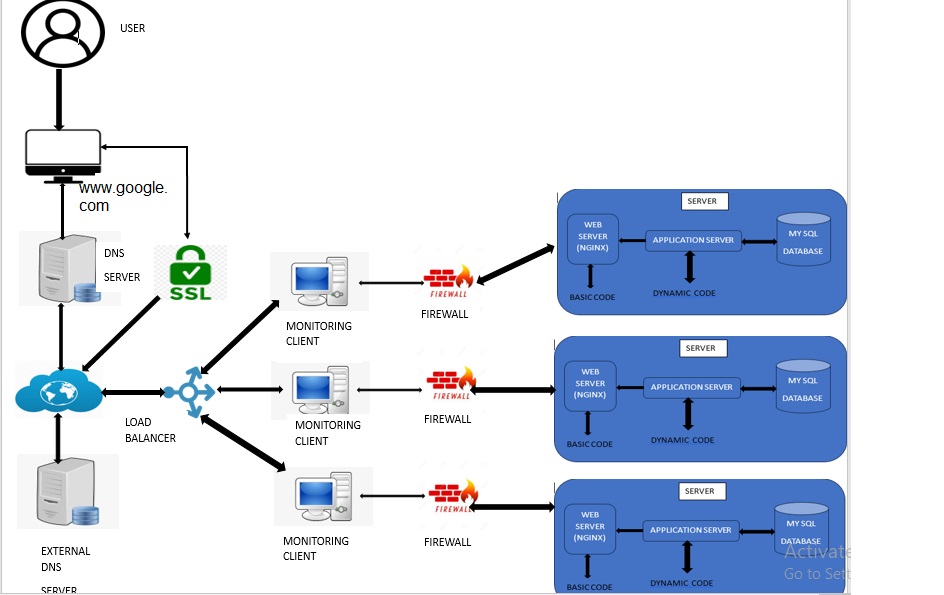 USER
www.google.
com
DNS
SERVER
SSL
EXTERNAL
DNS
SERVER
LOAD
BALANCER
MONITORING
CLIENT
FIREWALL
FIREWALL
SERVER
WEB
SERVER
(NGINX)
APPLICATION SERVER
MY SQL
DATABASE
BASIC CODE
DYNAMIC CODE
MONITORING
CLIENT
FIREWALL
FIREWALL
SERVER
WEB
SERVER
(NGINX)
APPLICATION SERVER
MY SQL
DATABASE
BASIC CODE
DYNAMIC CODE
MONITORING
CLIENT
FIREWALL
FIREWALL
SERVER
WEB
SERVER
(NGINX)
APPLICATION SERVER
MY SQL
DATABASE
BASIC CODE
DYNAMIC CODE
Activate
Go to Set